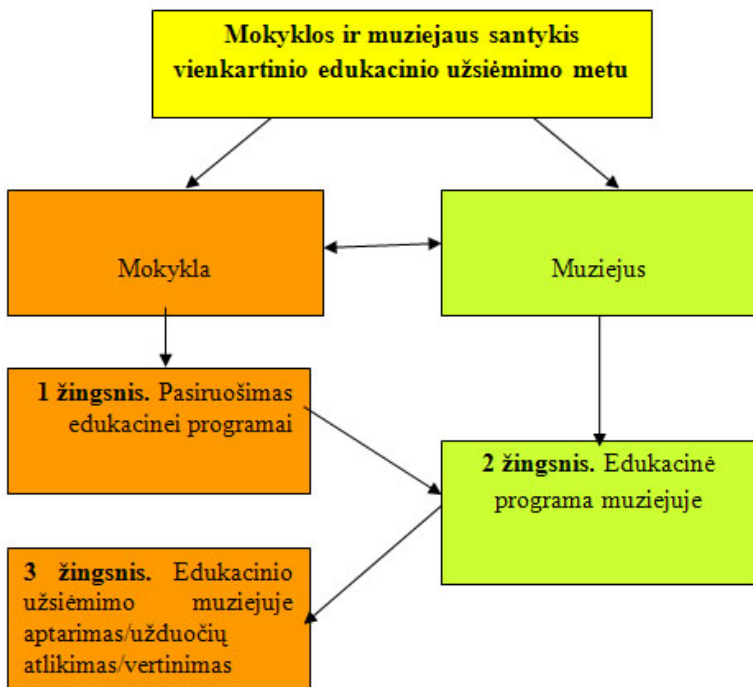 Mokyklos ir muziejaus santykis
vienkartinio edukacinio užsiėmimo metu
Mokykla
Muziejus
1 žingsnis. Pasiruošimas
edukacinei programai
2 žingsnis. Edukacinė
programa muziejuje
3 žingsnis. Edukacinio
užsiėmimo muziejuje
aptarimas/užduočių
atlikimas/vertinimas